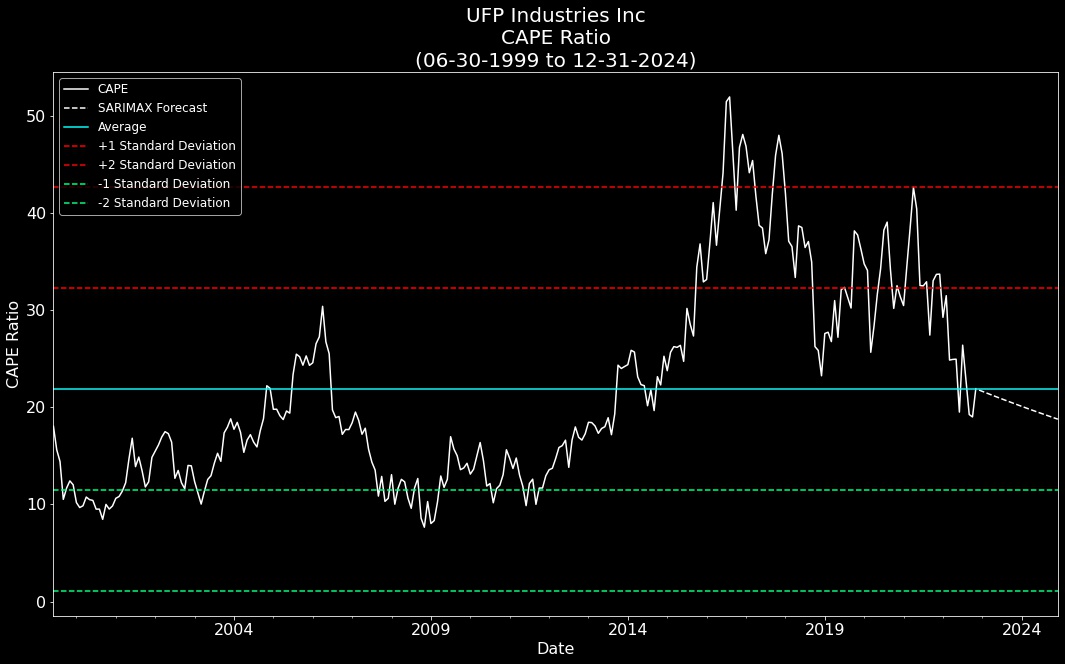 UFP Industries Inc
CAPE Ratio
(06-30-1999 to 12-31-2024)
CAPE
SARIMAX Forecast
Average
+1 Standard Deviation
+2 Standard Deviation
-1 Standard Deviation
-2 Standard Deviation
CAPE Ratio
50
40
30
20
10
0
2004 2009 2014 2019 2024
Date